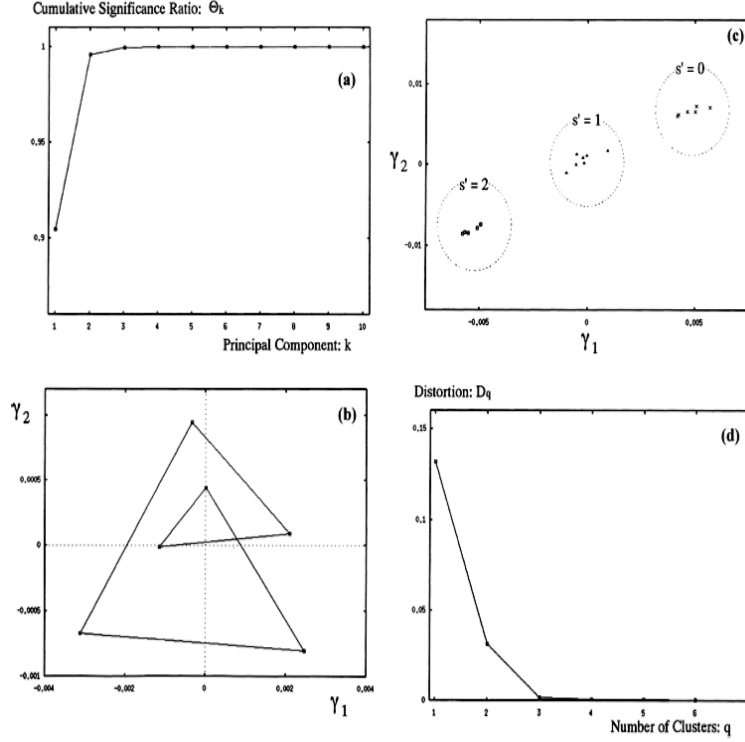 Cumulative Significance Ratio: Θk
(a)
1
0.95
0.9
1 2 3 4 5 6 7 8 9 10
Principal Component: k
(c)
s' = 0
s' = 1
s' = 2
0.01
0
-0.01
γ2
-0.005 0 0.005
γ1
(b)
γ2
0.0005
0
-0.0005
-0.001
-0.004 -0.002 0 0.002 0.004
γ1
Distortion: Dq
(d)
0.15
0.1
0.05
0
1 2 3 4 5 6
Number of Clusters: q